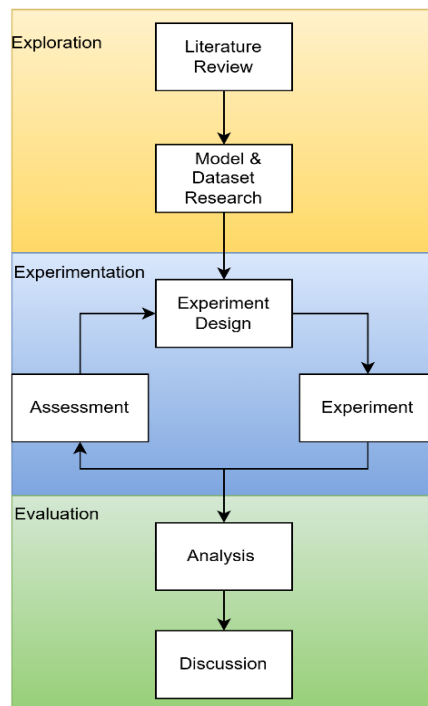 Exploration
Literature
Review
Model &
Dataset
Research
Experimentation
Experiment
Design
Assessment
Experiment
Evaluation
Analysis
Discussion